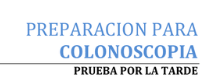 PREPARACION PARA
COLONOSCOPIA
PRUEBA POR LA TARDE